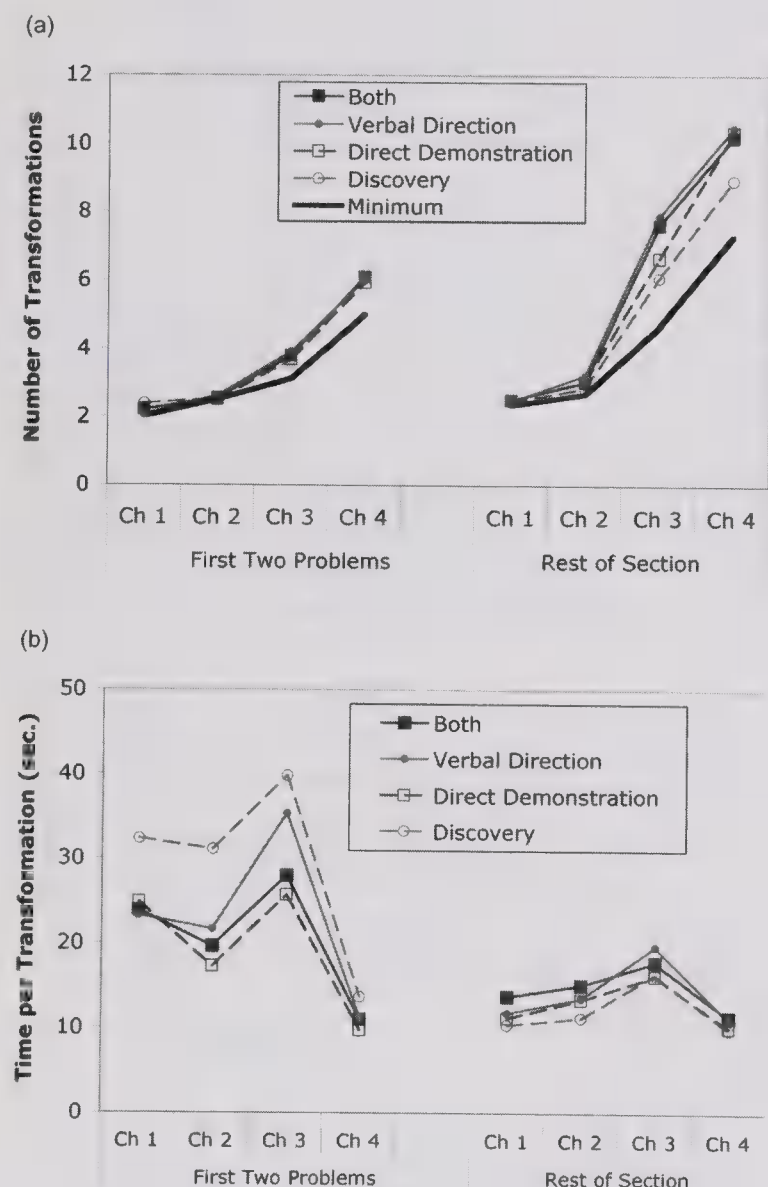 (a)
Number of Transformations
12
10
8
6
4
2
0
Both
Verbal Direction
Direct Demonstration
Discovery
Minimum
Ch 1 Ch 2 Ch 3 Ch 4 Ch 1 Ch 2 Ch 3 Ch 4
First Two Problems Rest of Section
(b)
Time per Transformation (sec.)
50
40
30
20
10
0
Both
Verbal Direction
Direct Demonstration
Discovery
Ch 1 Ch 2 Ch 3 Ch 4 Ch 1 Ch 2 Ch 3 Ch 4
First Two Problems Rest of Section